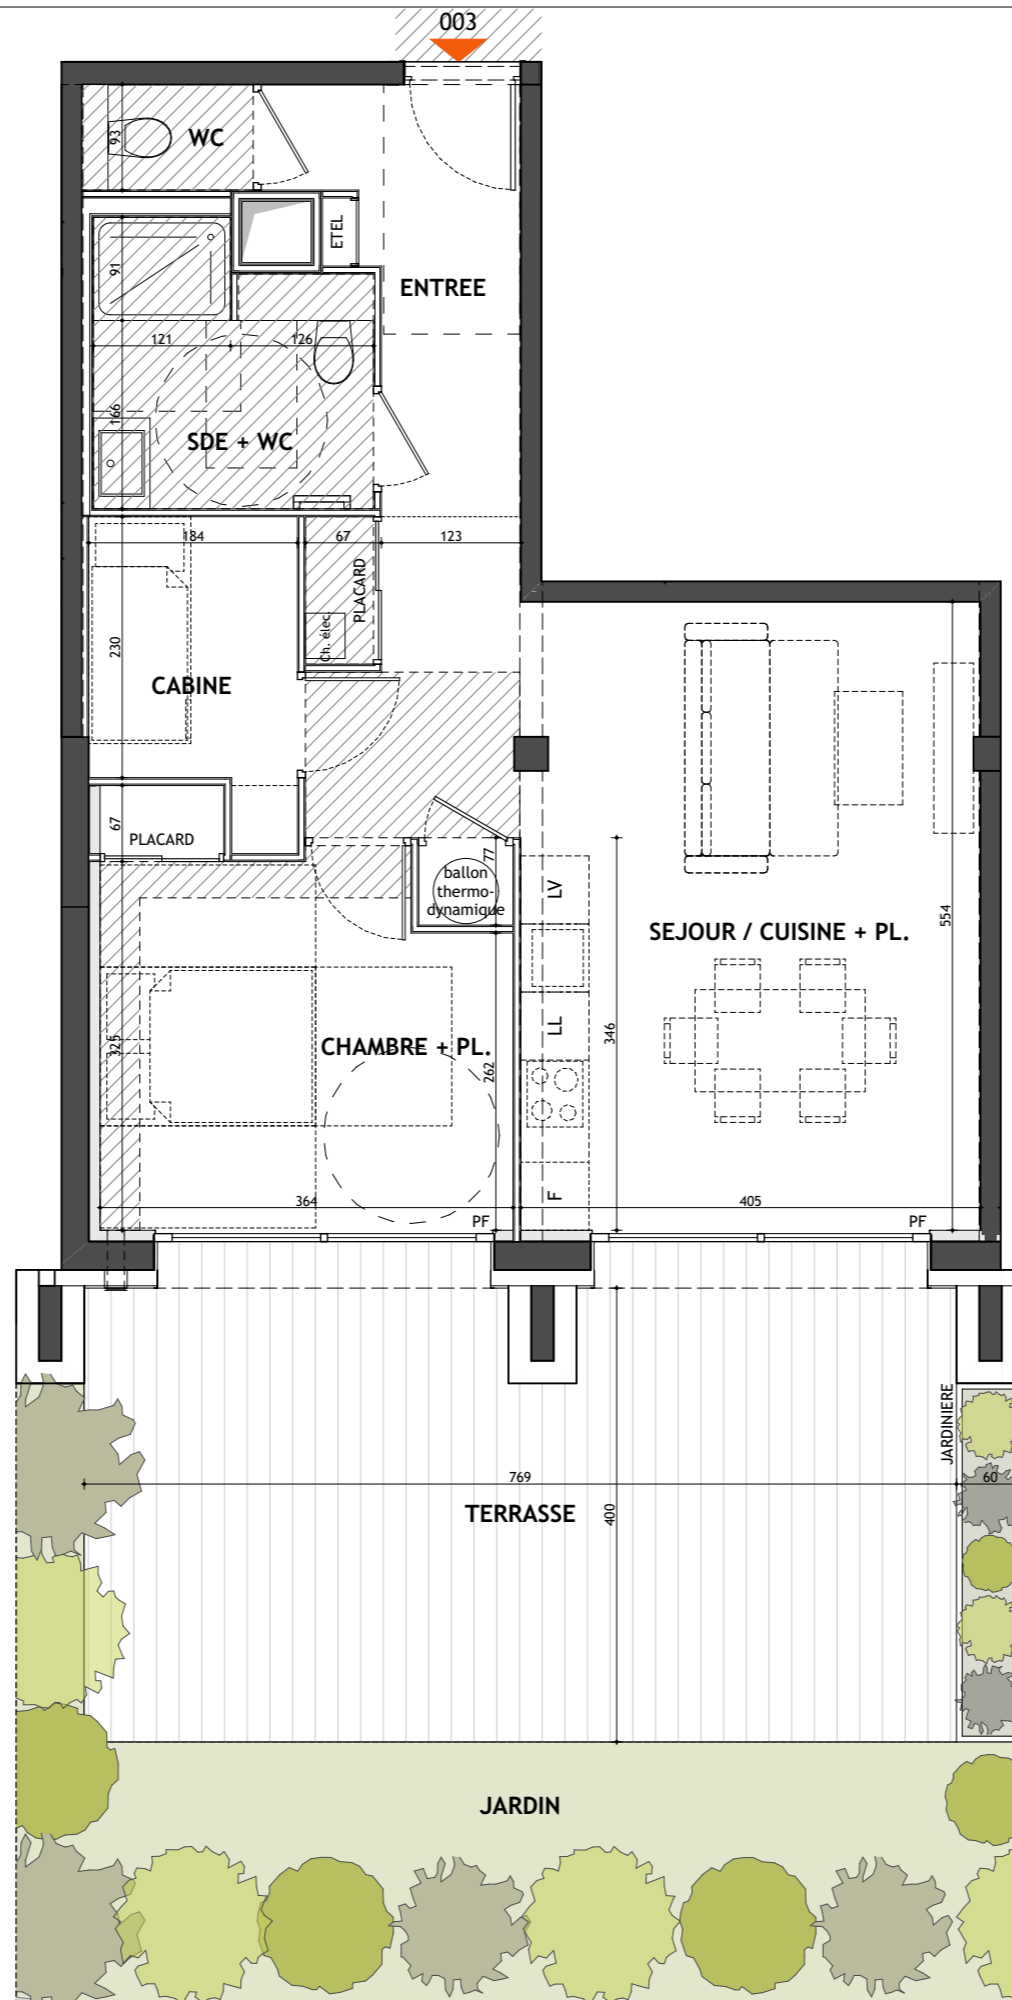 003
WC
93
ETEL
91
ENTREE
121
126
166
SDE + WC
184
67
123
PLACARD
Ch. élec.
230
CABINE
67
PLACARD
77
ballon
thermo-
dynamique
LV
SEJOUR / CUISINE + PL.
554
LL
346
325
CHAMBRE + PL.
262
F
364
405
PF
PF
JARDINIERE
769
60
TERRASSE
400
JARDIN